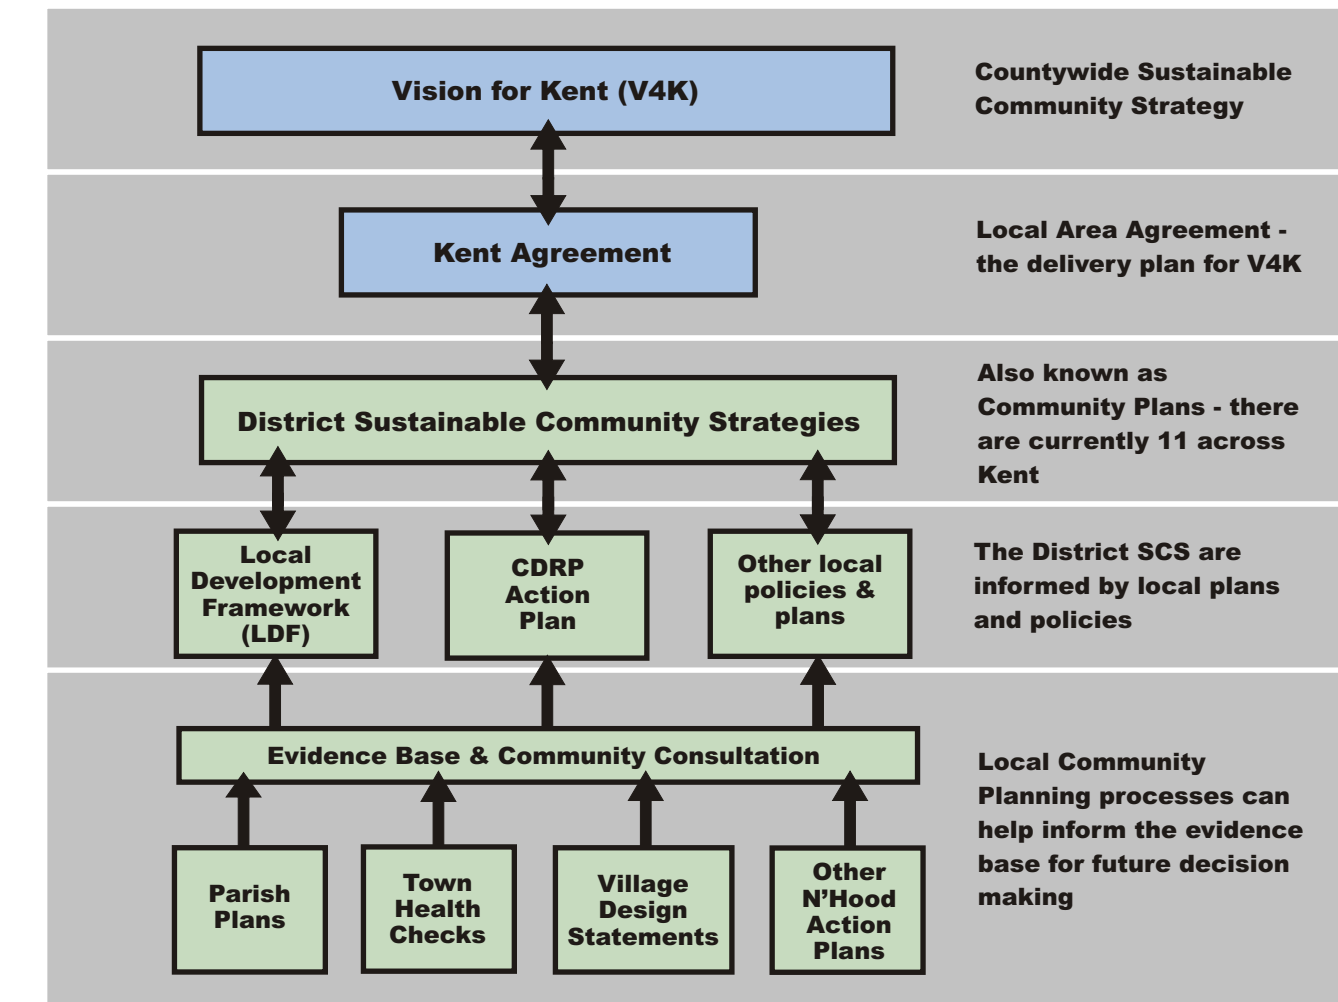 Vision for Kent (V4K)
Countywide Sustainable
Community Strategy
Kent Agreement
Local Area Agreement -
the delivery plan for V4K
District Sustainable Community Strategies
Also known as
Community Plans - there
are currently 11 across
Kent
Local
Development
Framework
(LDF)
CDRP
Action
Plan
Other local
policies &
plans
The District SCS are
informed by local plans
and policies
Evidence Base & Community Consultation
Parish
Plans
Town
Health
Checks
Village
Design
Statements
Other
N'Hood
Action
Plans
Local Community
Planning processes can
help inform the evidence
base for future decision
making